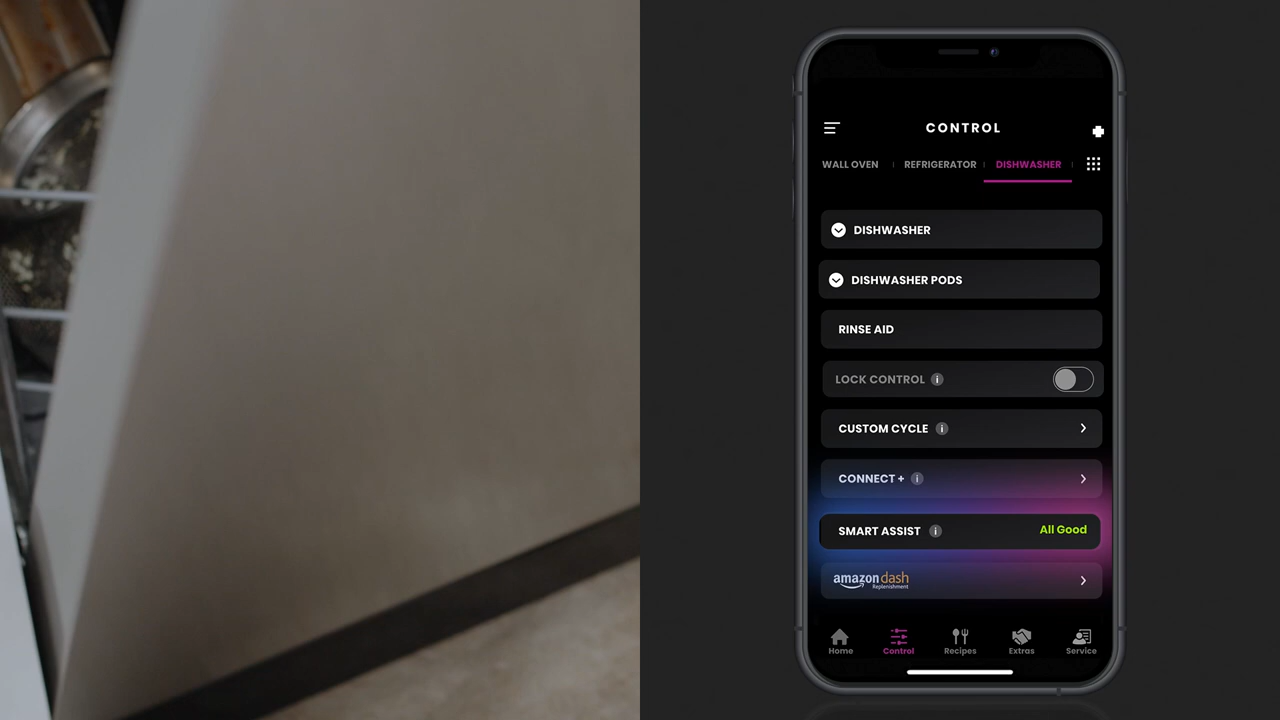 CONTROL
WALL OVEN
REFRIGERATOR
DISHWASHER
DISHWASHER
DISHWASHER PODS
RINSE AID
LOCK CONTROL i
CUSTOM CYCLE i
CONNECT + i
SMART ASSIST i All Good
amazon dash
Replenishment
Home Control Recipes Extras Service